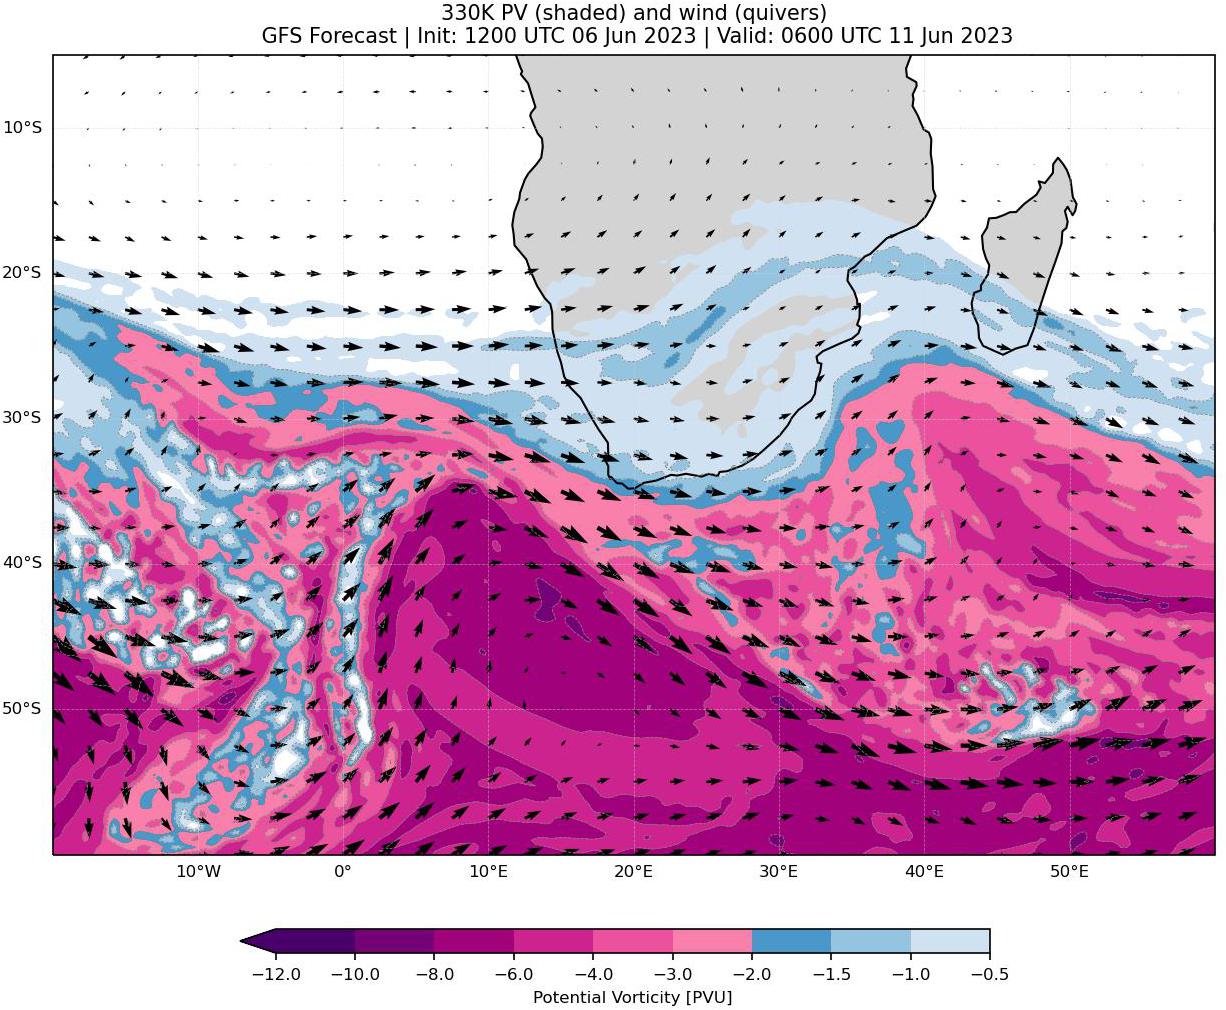 330K PV (shaded) and wind (quivers)
GFS Forecast | Init: 1200 UTC 06 Jun 2023 | Valid: 0600 UTC 11 Jun 2023
10°S
20°S
30°S
40°S
50°S
10°W 0° 10°E 20°E 30°E 40°E 50°E
−12.0 −10.0 −8.0 −6.0 −4.0 −3.0 −2.0 −1.5 −1.0 −0.5
Potential Vorticity [PVU]